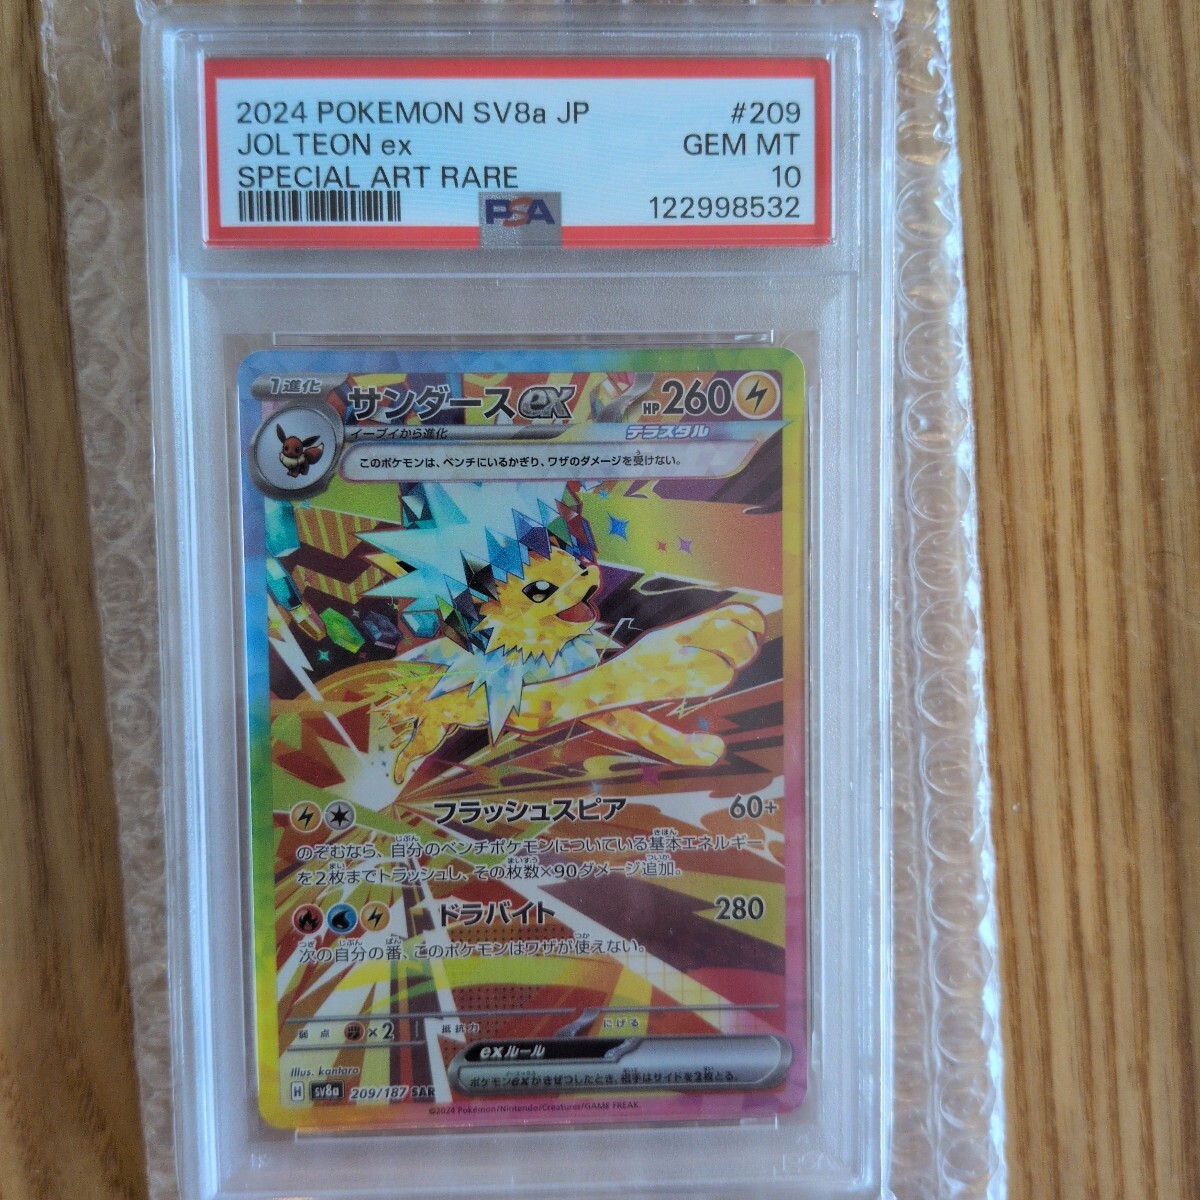 2024 POKEMON SV8a JP #209
JOLTEON ex GEM MT
SPECIAL ART RARE 10
PSA 122998532
1進化 サンダースex HP260
イーブイから進化 テラスタル
このポケモンは、ベンチにいるかぎり、ワザのダメージを受けない。
フラッシュスピア 60+
のぞむなら、自分のベンチポケモンについている基本エネルギー
を2枚までトラッシュし、その枚数×90ダメージ追加。
ドラバイト 280
次の自分の番、このポケモンはワザが使えない。
弱点 ×2 抵抗力 にげる
exルール
ポケモンexがきぜつしたとき、相手はサイドを2枚とる。
Illus. kantaro
H sv8a 209/187 SAR
©2024 Pokémon/Nintendo/Creatures/GAME FREAK.